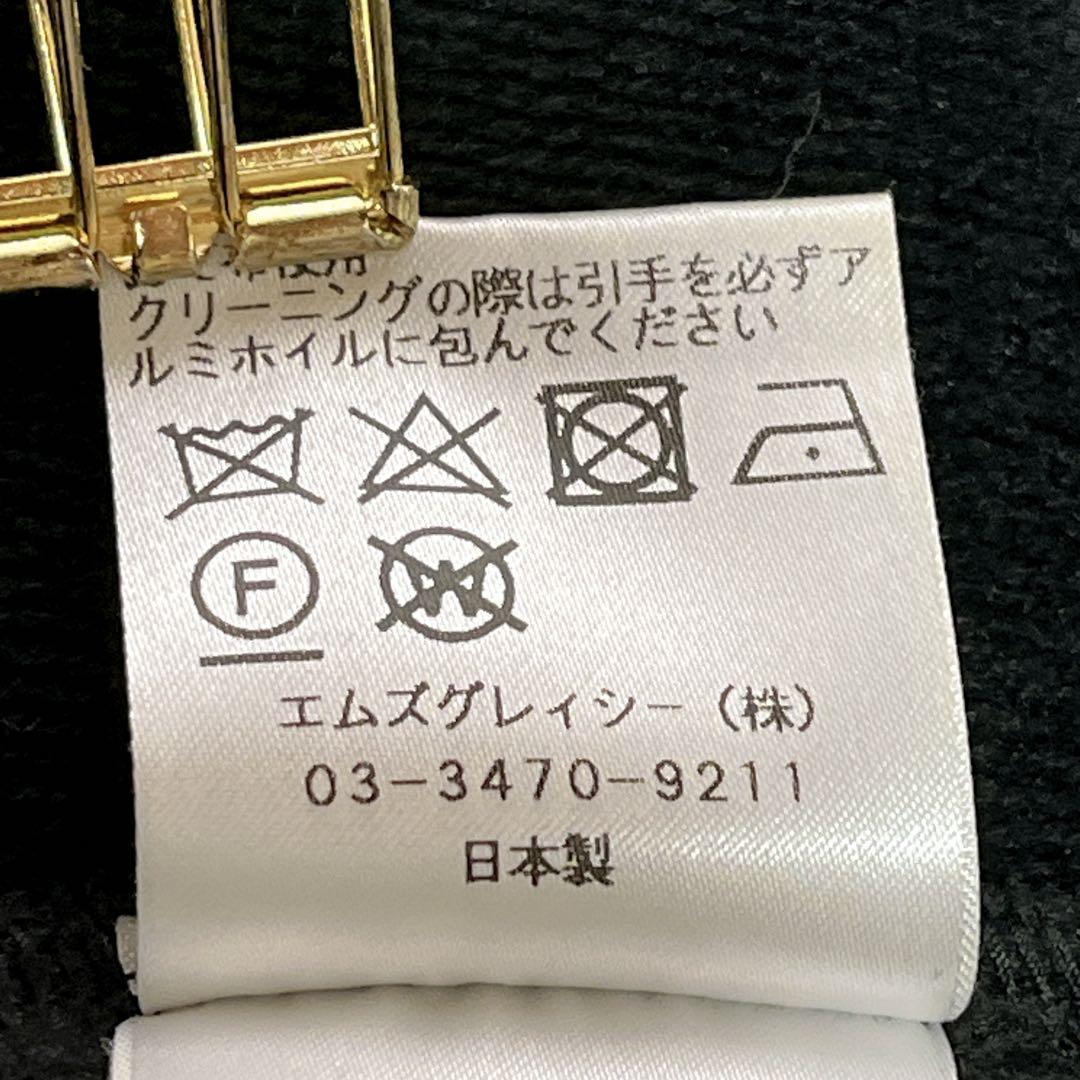 クリーニングの際は引手を必ずア
ルミホイルに包んでください
F
W
エムズグレイシー（株）
03-3470-9211
日本製